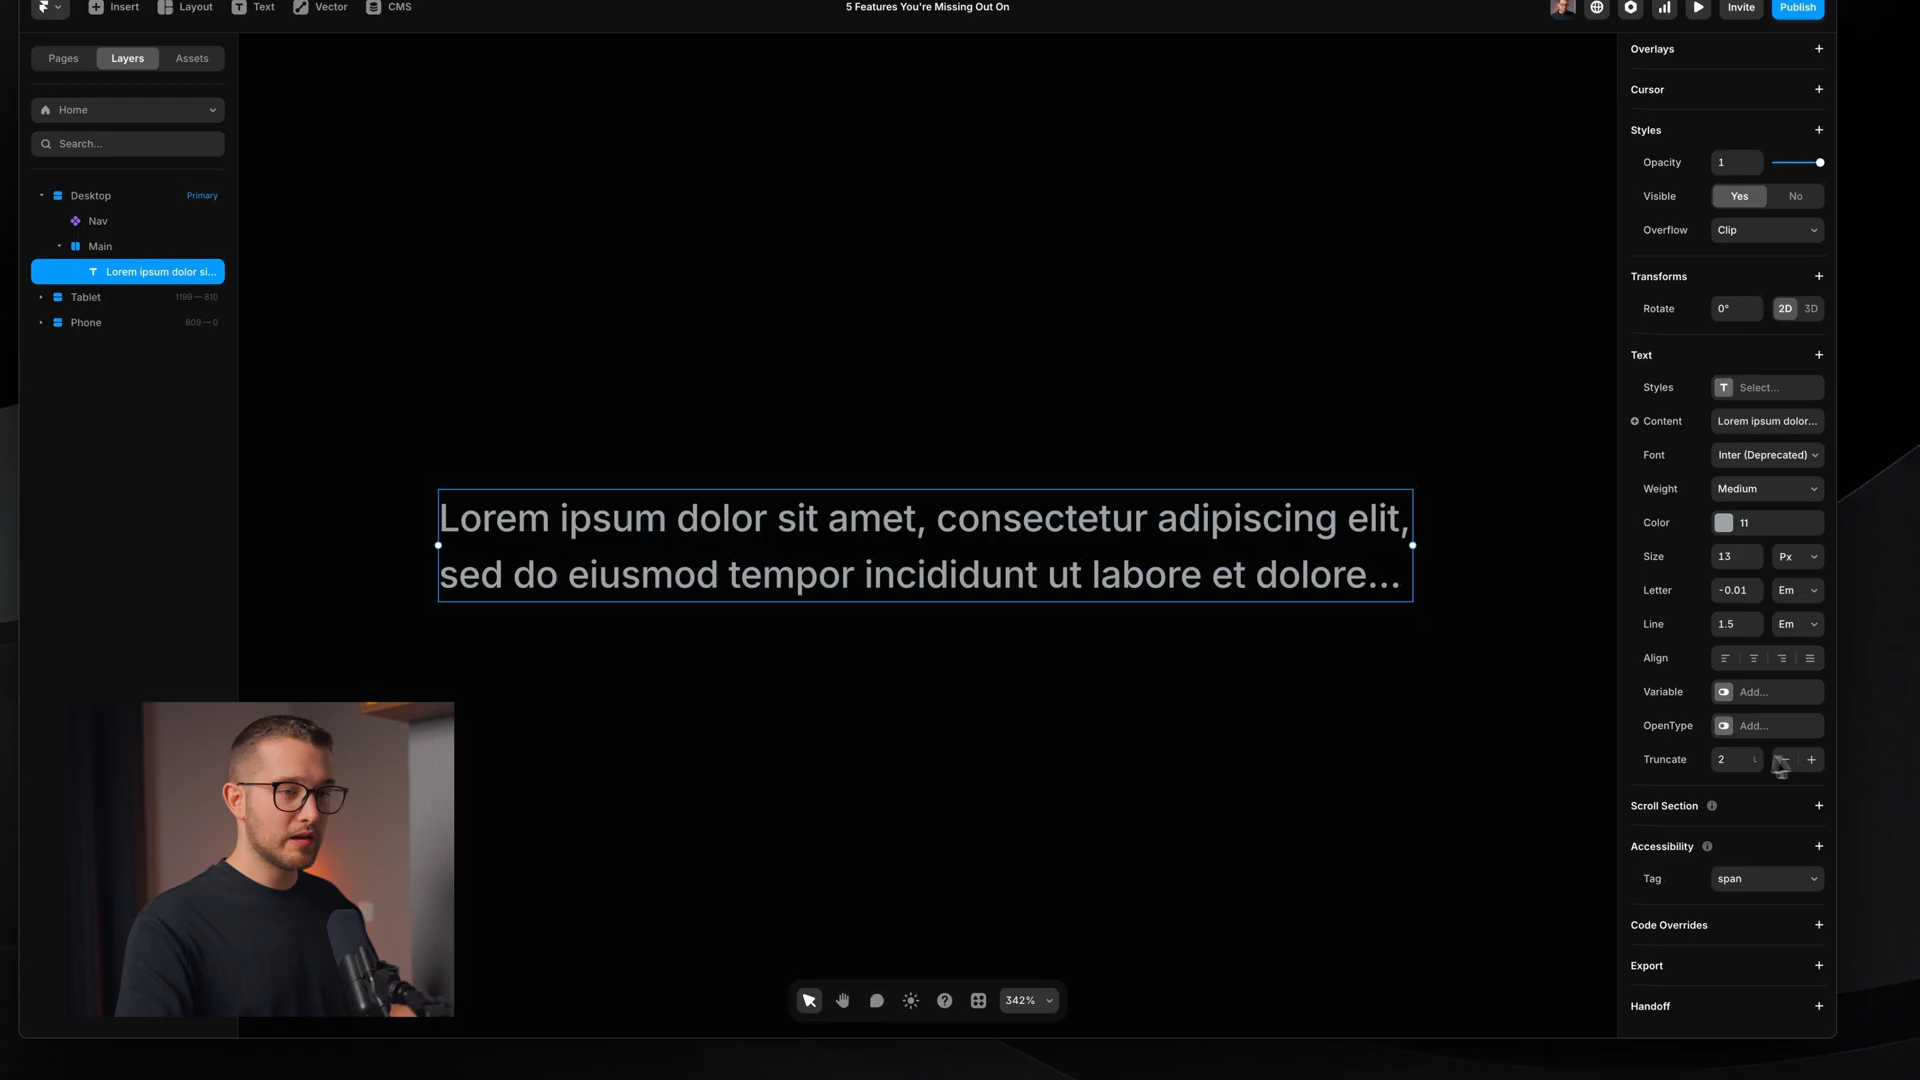 Insert Layout Text Vector CMS 5 Features You're Missing Out On Invite Publish
Pages Layers Assets
Home
Search...
Desktop Primary
Nav
Main
Lorem ipsum dolor si...
Tablet 1199 — 810
Phone 809 — 0
Lorem ipsum dolor sit amet, consectetur adipiscing elit,
sed do eiusmod tempor incididunt ut labore et dolore...
342%
Overlays
Cursor
Styles
Opacity 1
Visible Yes No
Overflow Clip
Transforms
Rotate 0° 2D 3D
Text
Styles T Select...
Content Lorem ipsum dolor...
Font Inter (Deprecated)
Weight Medium
Color 11
Size 13 Px
Letter -0.01 Em
Line 1.5 Em
Align
Variable Add...
OpenType Add...
Truncate 2 L
Scroll Section
Accessibility
Tag span
Code Overrides
Export
Handoff